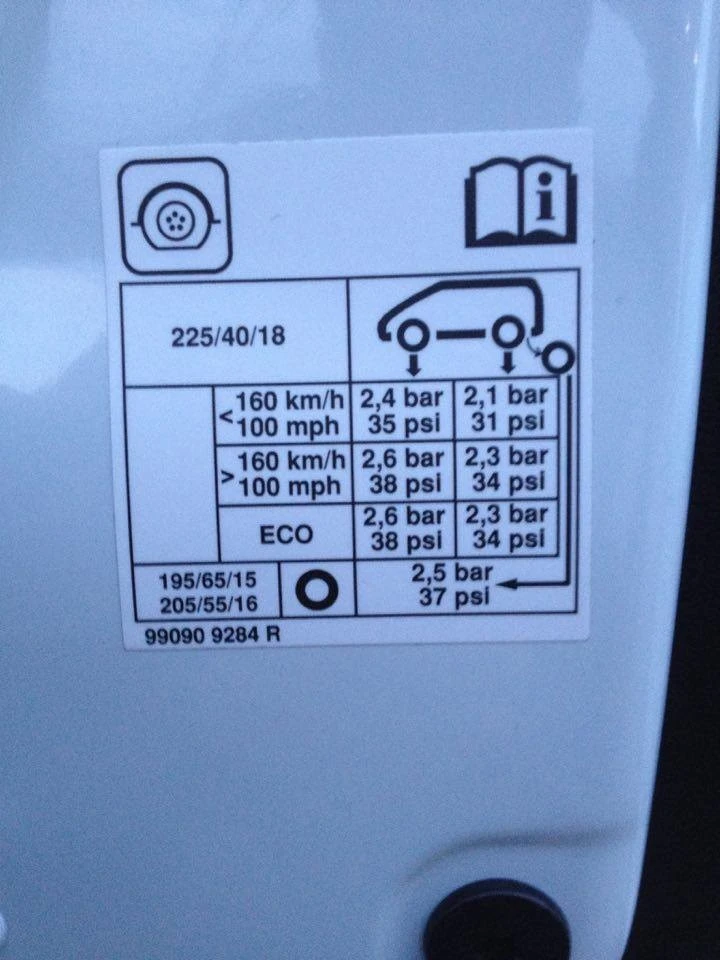 i
225/40/18
< 160 km/h 2,4 bar 2,1 bar
100 mph 35 psi 31 psi
> 160 km/h 2,6 bar 2,3 bar
100 mph 38 psi 34 psi
ECO 2,6 bar 2,3 bar
38 psi 34 psi
195/65/15 2,5 bar
205/55/16 37 psi
99090 9284 R